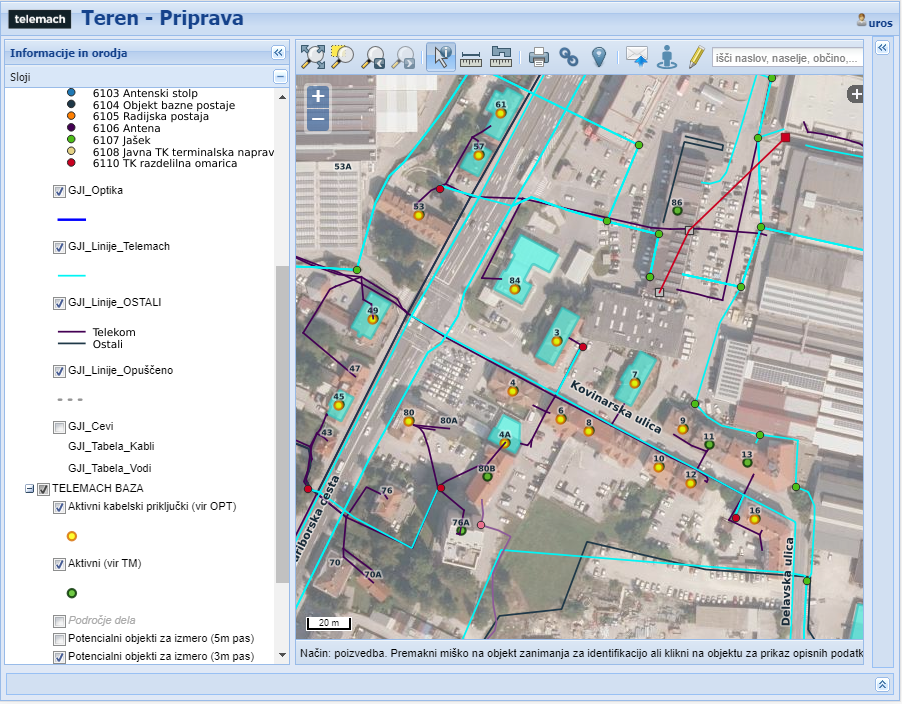 telemach Teren - Priprava
uros
Informacije in orodja
Sloji
6103 Antenski stolp
6104 Objekt bazne postaje
6105 Radijska postaja
6106 Antena
6107 Jašek
6108 Javna TK terminalska naprav
6110 TK razdelilna omarica
GJI_Optika
GJI_Linije_Telemach
GJI_Linije_OSTALI
Telekom
Ostali
GJI_Linije_Opuščeno
GJI_Cevi
GJI_Tabela_Kabli
GJI_Tabela_Vodi
TELEMACH BAZA
Aktivni kabelski priključki (vir OPT)
Aktivni (vir TM)
Področje dela
Potencialni objekti za izmero (5m pas)
Potencialni objekti za izmero (3m pas)
išči naslov, naselje, občino,...
61
57
53A
53
86
84
49
3
47
7
4
45
Kovinarska ulica
80
80A
6
8
9
43
4A
11
10
13
80B
12
76
16
76A
riborska cesta
70
70A
Delavska ulica
20 m
Način: poizvedba. Premakni miško na objekt zanimanja za identifikacijo ali klikni na objektu za prikaz opisnih podatk